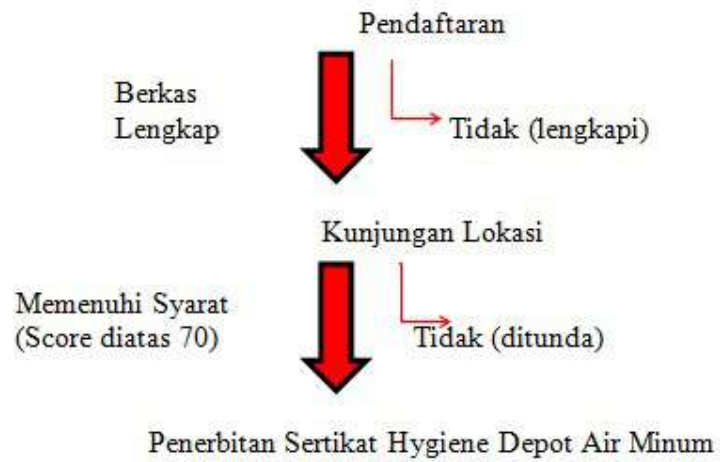 Pendaftaran
Berkas
Lengkap
Tidak (lengkapi)
Kunjungan Lokasi
Memenuhi Syarat
(Score diatas 70)
Tidak (ditunda)
Penerbitan Sertikat Hygiene Depot Air Minum